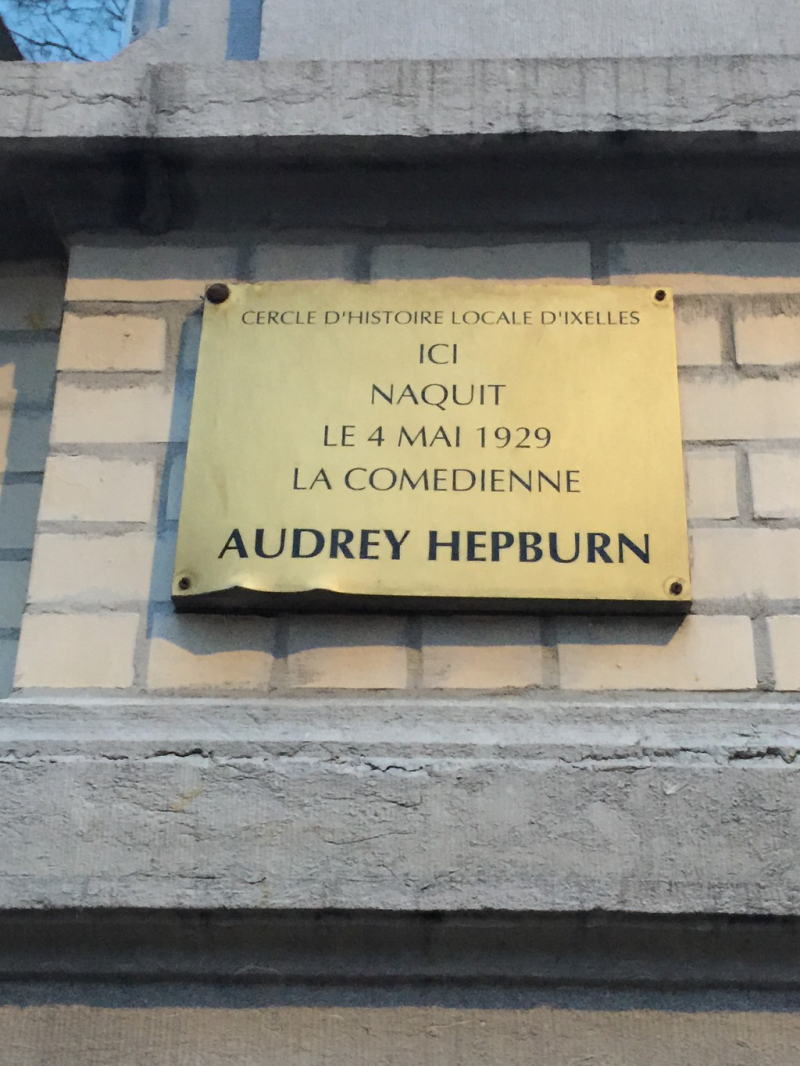 CERCLE D'HISTOIRE LOCALE D'IXELLES
ICI
NAQUIT
LE 4 MAI 1929
LA COMEDIENNE
AUDREY HEPBURN